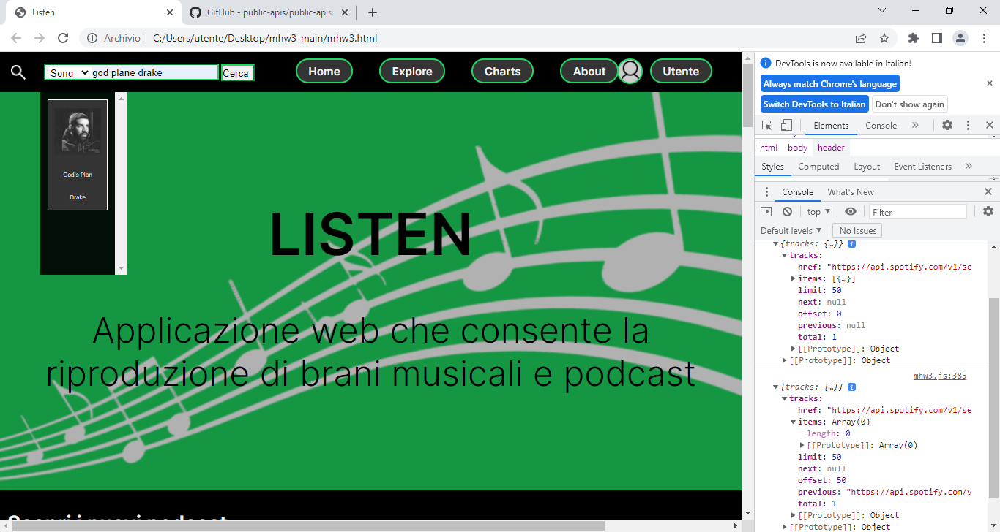 Listen
GitHub - public-apis/public-apis:
Archivio
C:/Users/utente/Desktop/mhw3-main/mhw3.html
Song
god plane drake
Cerca
Home
Explore
Charts
About
Utente
God's Plan
Drake
LISTEN
Applicazione web che consente la
riproduzione di brani musicali e podcast
DevTools is now available in Italian!
Always match Chrome's language
Switch DevTools to Italian
Don't show again
Elements
Console
html body header
Styles Computed Layout Event Listeners
Console What's New
top
Filter
Default levels
No Issues
{tracks: {…}}
tracks:
href: "https://api.spotify.com/v1/se
items: [{…}]
limit: 50
next: null
offset: 0
previous: null
total: 1
[[Prototype]]: Object
[[Prototype]]: Object
mhw3.js:385
{tracks: {…}}
tracks:
href: "https://api.spotify.com/v1/se
items: Array(0)
length: 0
[[Prototype]]: Array(0)
limit: 50
next: null
offset: 50
previous: "https://api.spotify.com/v
total: 1
[[Prototype]]: Object
[[Prototype]]: Object